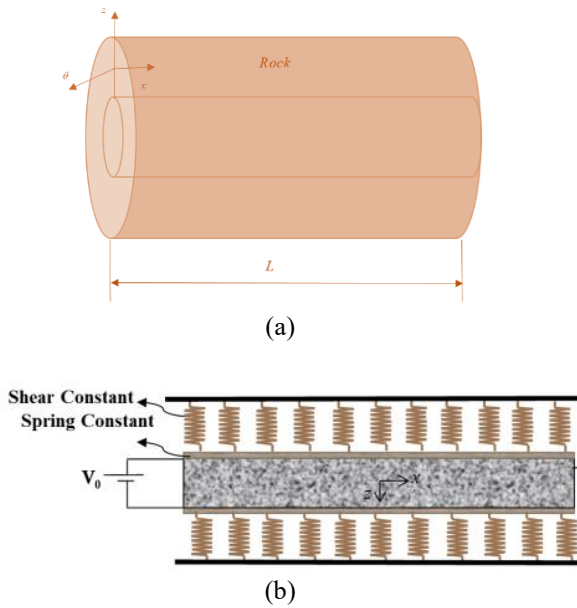 z
Rock
θ
x
L
(a)
Shear Constant
Spring Constant
V₀
x
z
(b)